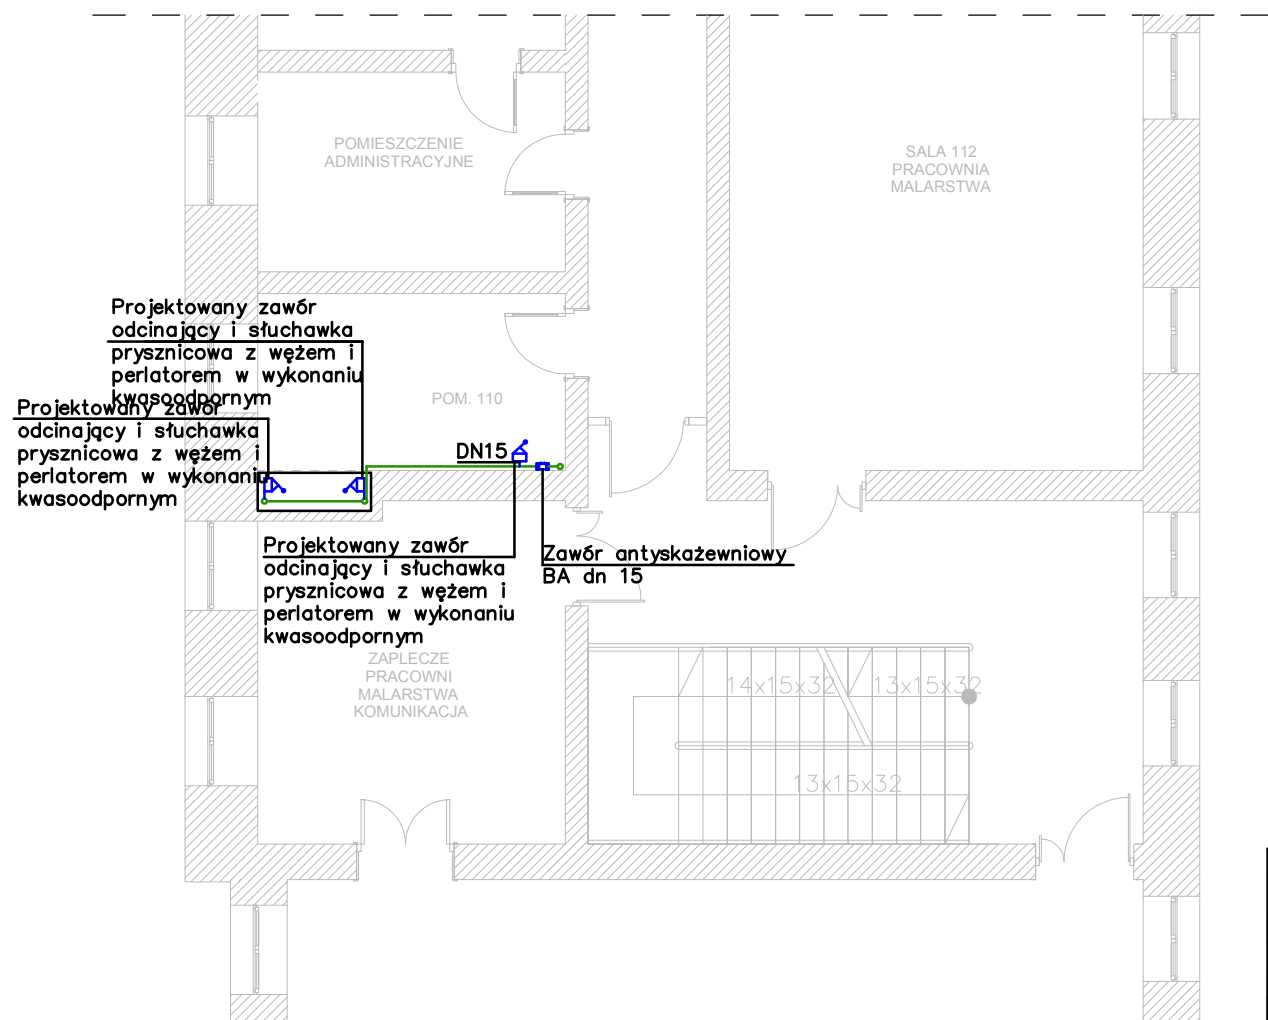 POMIESZCZENIE
ADMINISTRACYJNE
SALA 112
PRACOWNIA
MALARSTWA
Projektowany zawór
odcinający i słuchawka
prysznicowa z wężem i
perlatorem w wykonaniu
kwasoodpornym
POM. 110
Projektowany zawór
odcinający i słuchawka
prysznicowa z wężem i
perlatorem w wykonaniu
kwasoodpornym
DN15
Projektowany zawór
odcinający i słuchawka
prysznicowa z wężem i
perlatorem w wykonaniu
kwasoodpornym
Zawór antyskażewniowy
BA dn 15
ZAPLECZE
PRACOWNI
MALARSTWA
KOMUNIKACJA
14x15x32
13x15x32
13x15x32